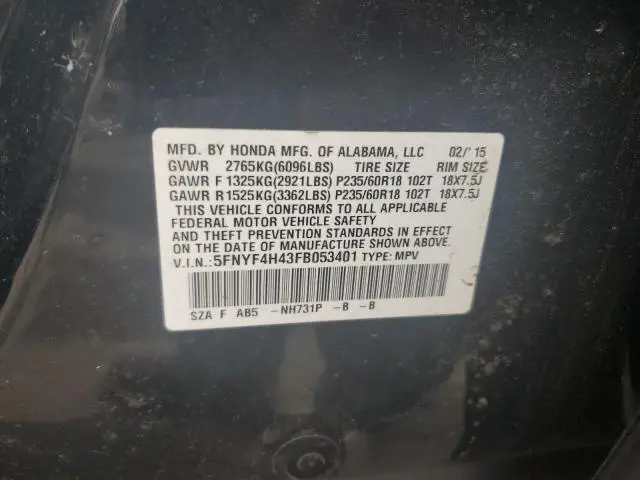 MFD. BY HONDA MFG. OF ALABAMA, LLC 02/'15
GVWR 2765KG(6096LBS) TIRE SIZE RIM SIZE
GAWR F 1325KG(2921LBS) P235/60R18 102T 18X7.5J
GAWR R1525KG(3362LBS) P235/60R18 102T 18X7.5J
THIS VEHICLE CONFORMS TO ALL APPLICABLE
FEDERAL MOTOR VEHICLE SAFETY
AND THEFT PREVENTION STANDARDS IN EFFECT
ON THE DATE OF MANUFACTURE SHOWN ABOVE.
V.I.N.:5FNYF4H43FB053401 TYPE: MPV
SZA F AB5 -NH731P -B -B